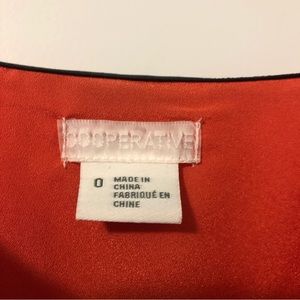 COOPERATIVE
0
MADE IN
CHINA
FABRIQUÉ EN
CHINE